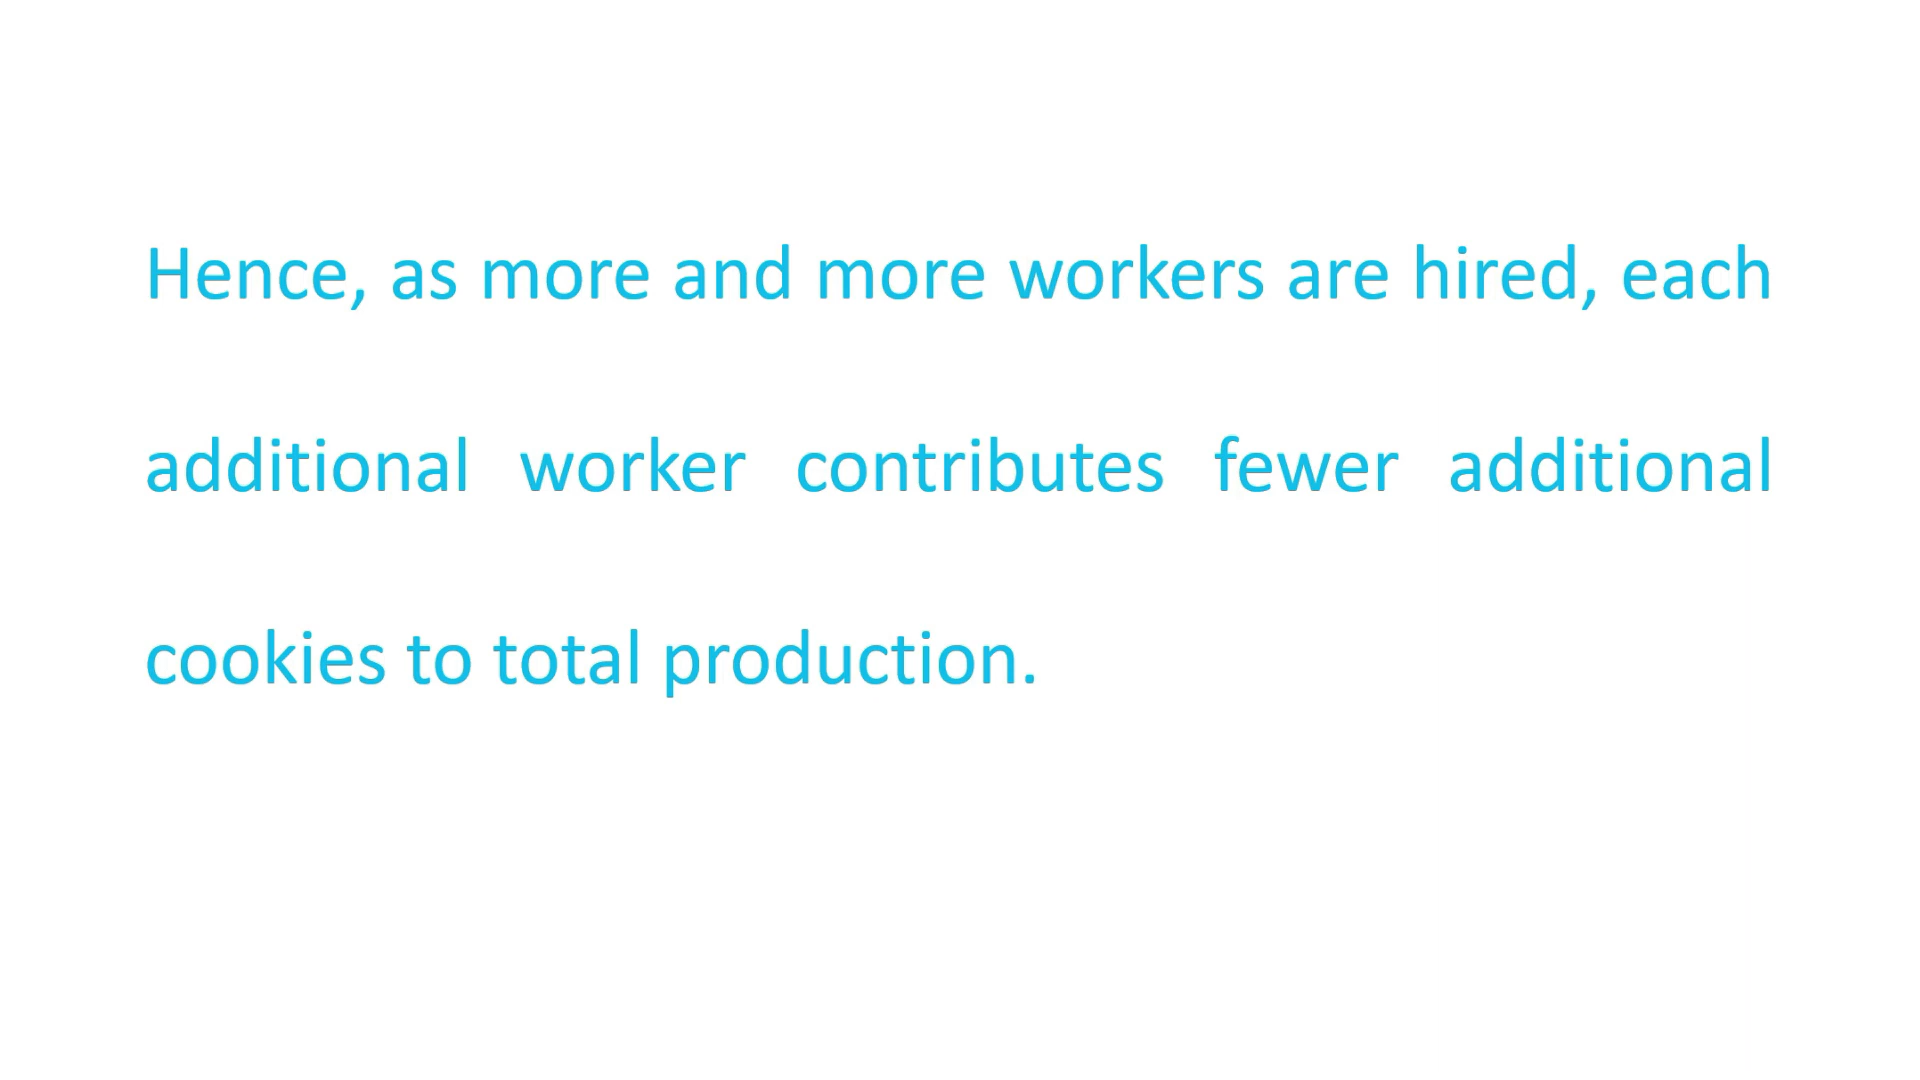 Hence, as more and more workers are hired, each
additional worker contributes fewer additional
cookies to total production.